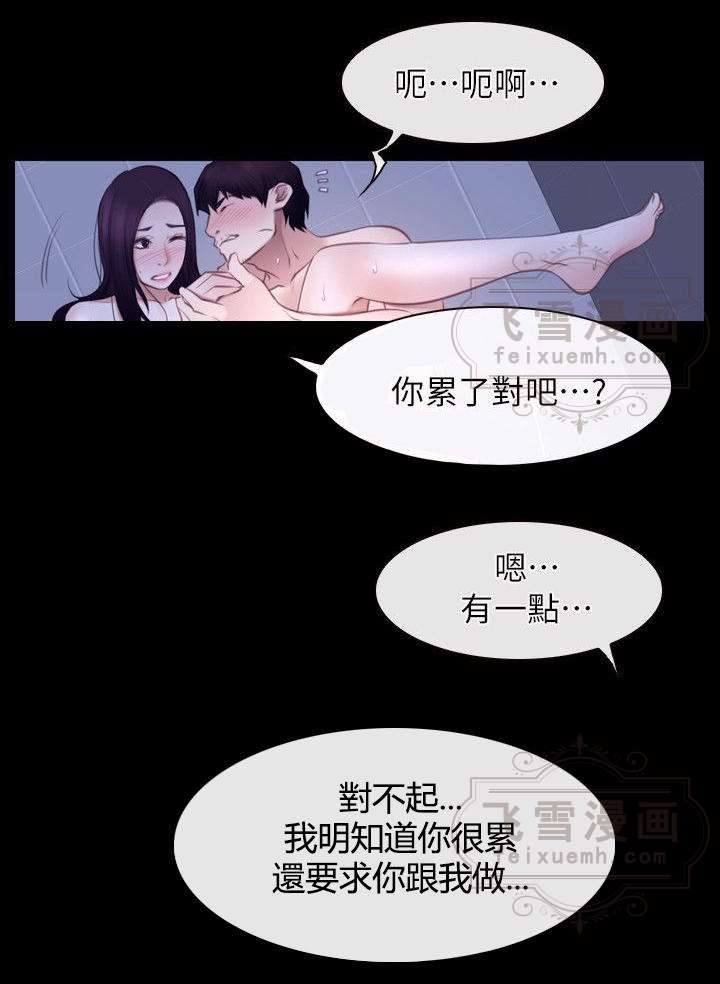 呃⋯呃啊⋯
飞雪漫画
feixuemh.com
你累了對吧⋯?
嗯⋯
有一點⋯
對不起...
我明知道你很累
還要求你跟我做...
飞雪漫画
feixuemh.com